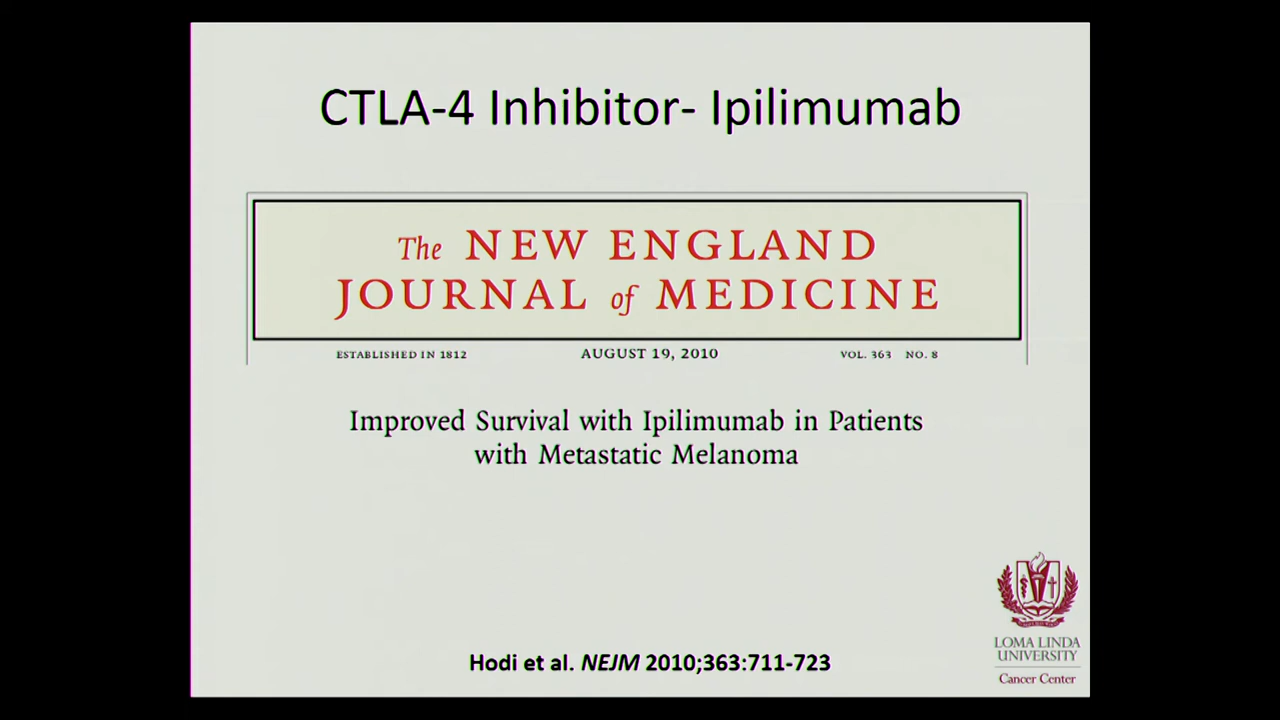 CTLA-4 Inhibitor- Ipilimumab
The NEW ENGLAND
JOURNAL of MEDICINE
ESTABLISHED IN 1812 AUGUST 19, 2010 VOL. 363 NO. 8
Improved Survival with Ipilimumab in Patients
with Metastatic Melanoma
Hodi et al. NEJM 2010;363:711-723
LOMA LINDA
UNIVERSITY
Cancer Center